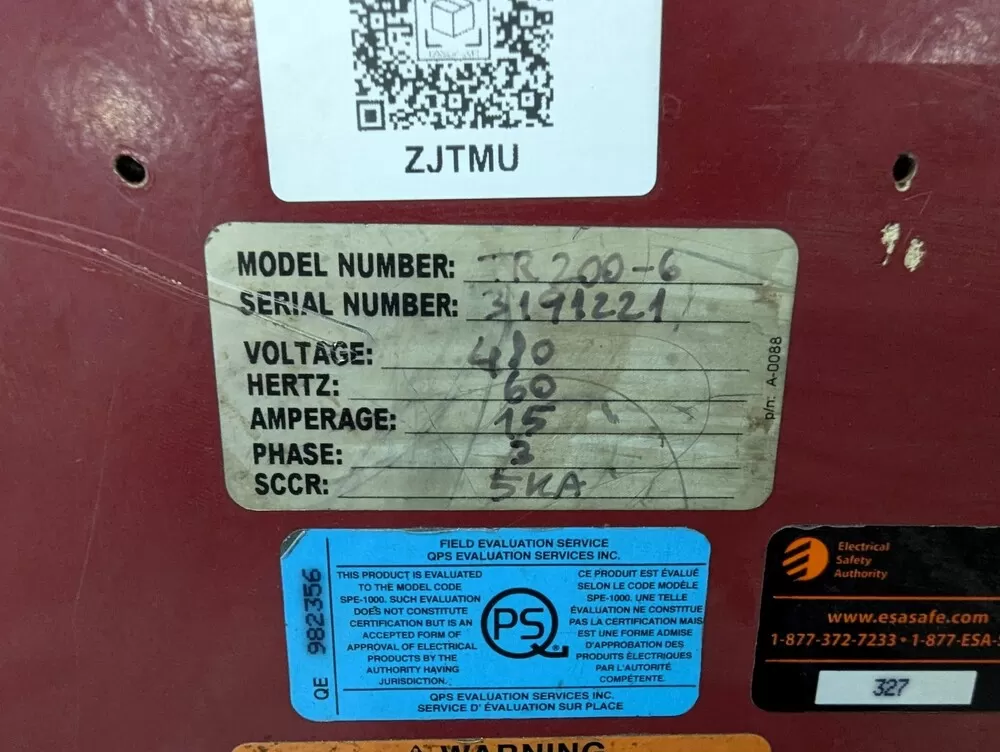 ZJTMU
MODEL NUMBER: TR200-6
SERIAL NUMBER: 3191221
VOLTAGE: 480
HERTZ: 60
AMPERAGE: 15
PHASE: 3
SCCR: 5KA
p/n: A-0088
FIELD EVALUATION SERVICE
QPS EVALUATION SERVICES INC.
QE 982356
THIS PRODUCT IS EVALUATED
TO THE MODEL CODE
SPE-1000. SUCH EVALUATION
DOES NOT CONSTITUTE
CERTIFICATION BUT IS AN
ACCEPTED FORM OF
APPROVAL OF ELECTRICAL
PRODUCTS BY THE
AUTHORITY HAVING
JURISDICTION.
QPS
CE PRODUIT EST ÉVALUÉ
SELON LE CODE MODÈLE
SPE-1000. UNE TELLE
ÉVALUATION NE CONSTITUE
PAS LA CERTIFICATION MAIS
EST UNE FORME ADMISE
D'APPROBATION DES
PRODUITS ÉLECTRIQUES
PAR L'AUTORITÉ
COMPÉTENTE.
QPS EVALUATION SERVICES INC.
SERVICE D'ÉVALUATION SUR PLACE
Electrical
Safety
Authority
www.esasafe.com
1-877-372-7233 • 1-877-ESA-
327
WARNING